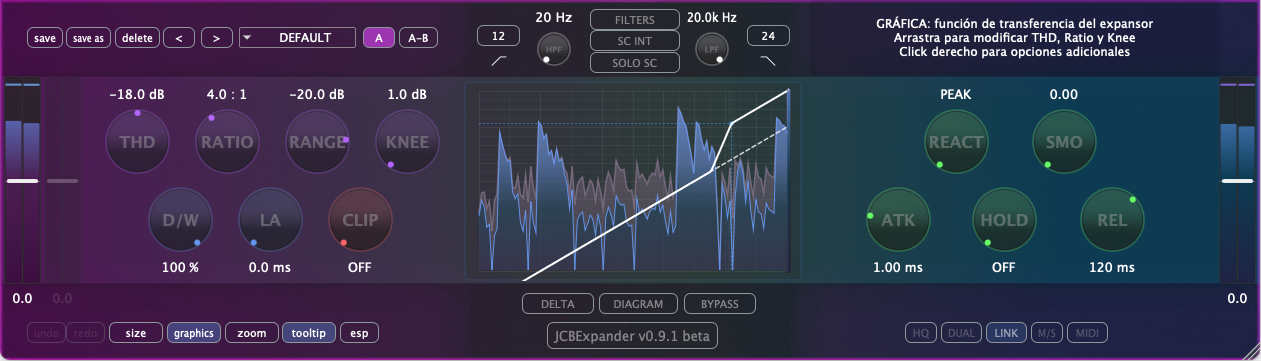 save save as delete < > DEFAULT A A-B
20 Hz FILTERS 20.0k Hz
12 HPF SC INT LPF 24
SOLO SC
GRÁFICA: función de transferencia del expansor
Arrastra para modificar THD, Ratio y Knee
Click derecho para opciones adicionales
-18.0 dB 4.0 : 1 -20.0 dB 1.0 dB
THD RATIO RANGE KNEE
D/W LA CLIP
100 % 0.0 ms OFF
PEAK 0.00
REACT SMO
ATK HOLD REL
1.00 ms OFF 120 ms
0.0 0.0 DELTA DIAGRAM BYPASS 0.0
undo redo size graphics zoom tooltip esp JCBExpander v0.9.1 beta HQ DUAL LINK M/S MIDI